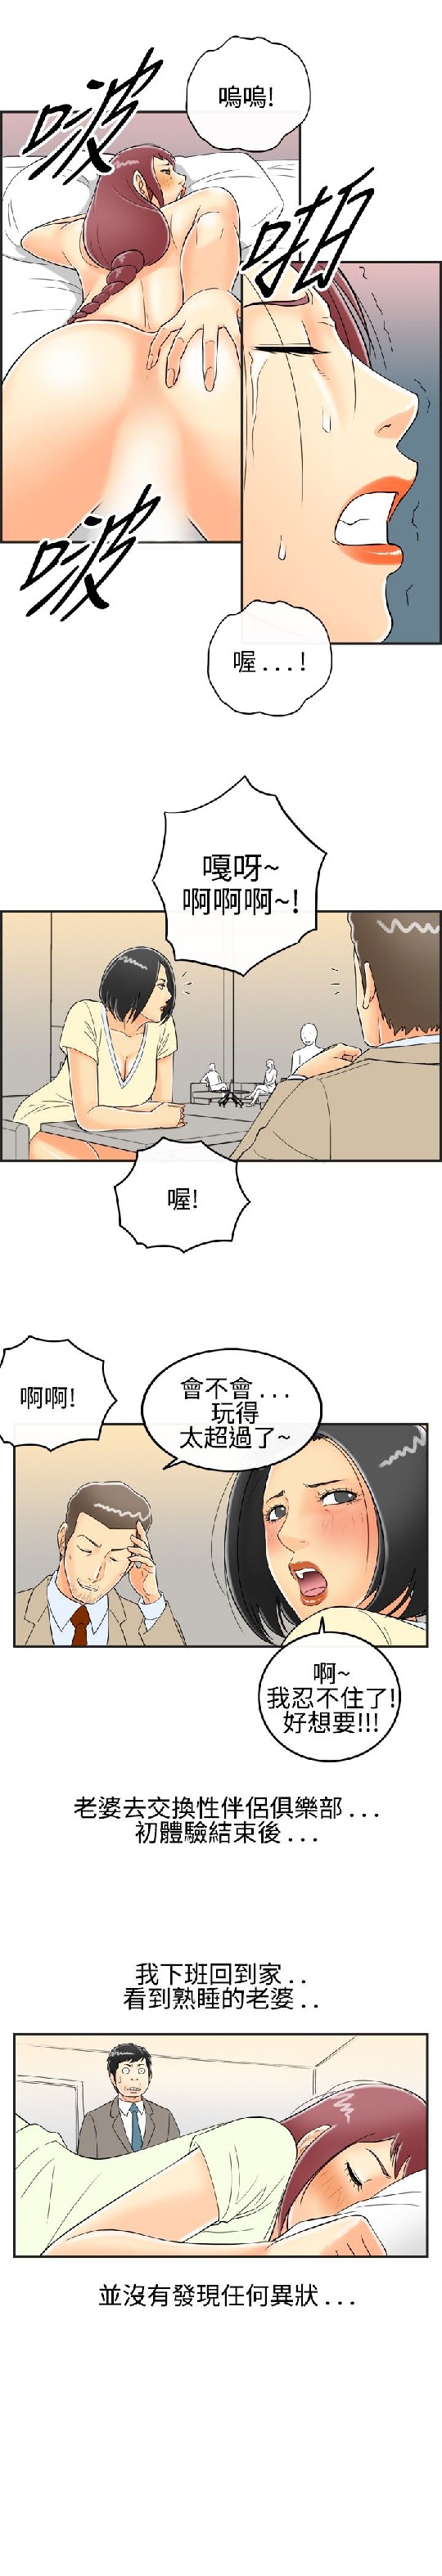 嗚嗚!
啵
啪
啵
喔...!
嘎呀~
啊啊啊~!
喔!
啊啊!
會不會...
玩得
太超過了~
啊~
我忍不住了!
好想要!!!
老婆去交換性伴侶俱樂部...
初體驗結束後...
我下班回到家..
看到熟睡的老婆..
並沒有發現任何異狀...